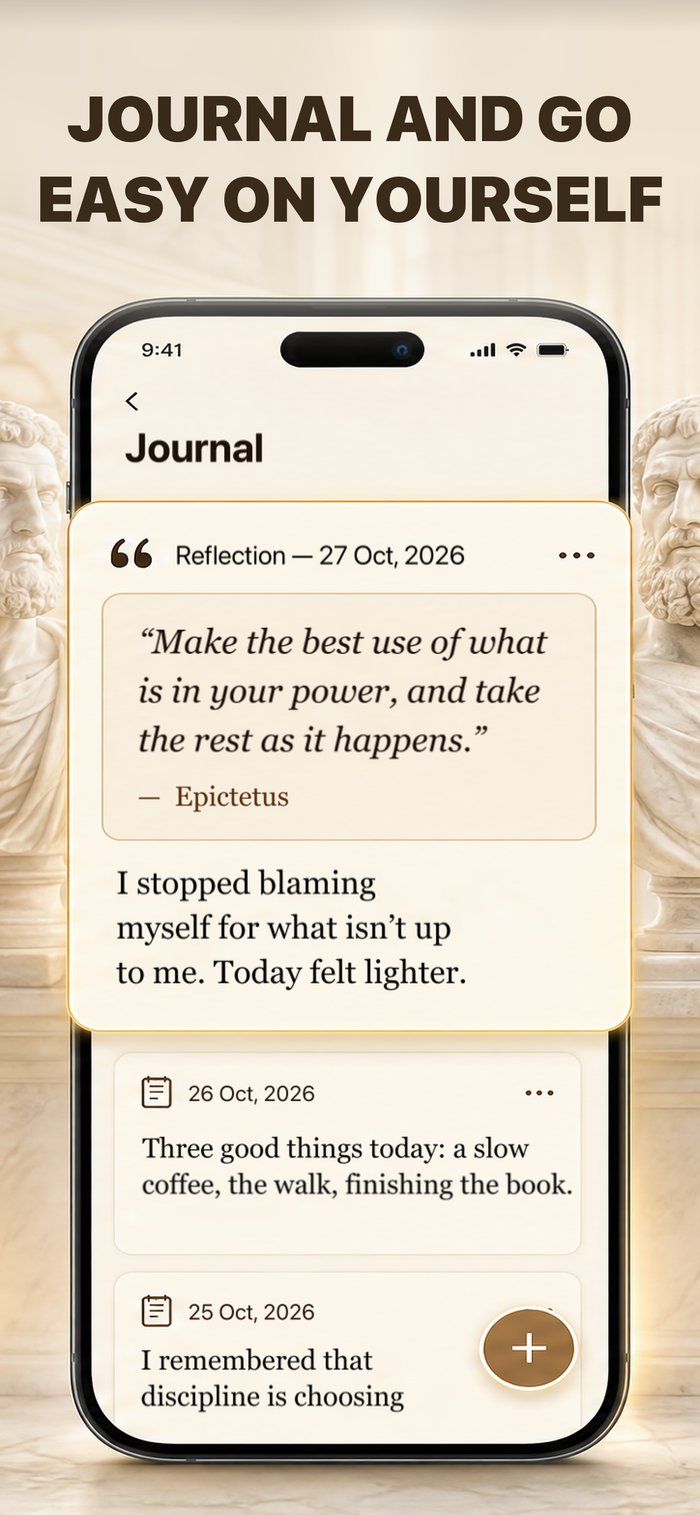 JOURNAL AND GO
EASY ON YOURSELF
9:41
Journal
Reflection — 27 Oct, 2026
“Make the best use of what
is in your power, and take
the rest as it happens.”
— Epictetus
I stopped blaming
myself for what isn’t up
to me. Today felt lighter.
26 Oct, 2026
Three good things today: a slow
coffee, the walk, finishing the book.
25 Oct, 2026
I remembered that
discipline is choosing